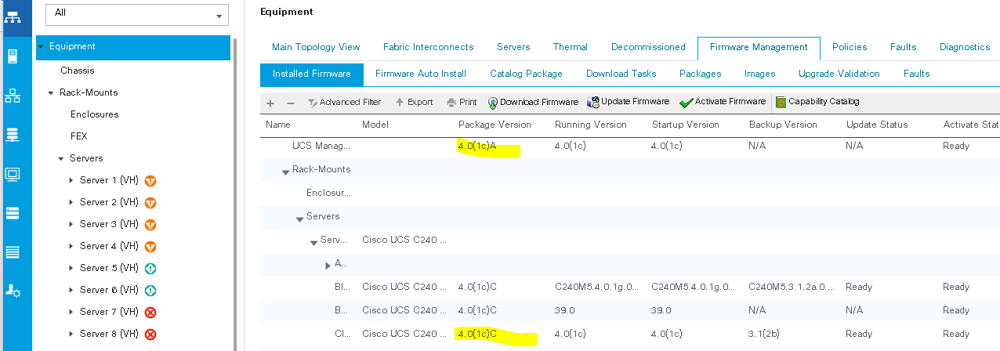 All
Equipment
Chassis
Rack-Mounts
Enclosures
FEX
Servers
Server 1 (VH)
Server 2 (VH)
Server 3 (VH)
Server 4 (VH)
Server 5 (VH)
Server 6 (VH)
Server 7 (VH)
Server 8 (VH)
Equipment
Main Topology View Fabric Interconnects Servers Thermal Decommissioned Firmware Management Policies Faults Diagnostics
Installed Firmware Firmware Auto Install Catalog Package Download Tasks Packages Images Upgrade Validation Faults
+ − Advanced Filter Export Print Download Firmware Update Firmware Activate Firmware Capability Catalog
Name Model Package Version Running Version Startup Version Backup Version Update Status Activate Stat
UCS Manag... 4.0(1c)A 4.0(1c) 4.0(1c) N/A N/A Ready
Rack-Mounts
Enclosur...
Servers
Serv... Cisco UCS C240 ...
A...
BI... Cisco UCS C240 ... 4.0(1c)C C240M5.4.0.1g.0... C240M5.4.0.1g.0... C240M5.3.1.2a.0.... Ready Ready
B... Cisco UCS C240 ... 4.0(1c)C 39.0 39.0 N/A N/A Ready
CI... Cisco UCS C240 ... 4.0(1c)C 4.0(1c) 4.0(1c) 3.1(2b) Ready Ready